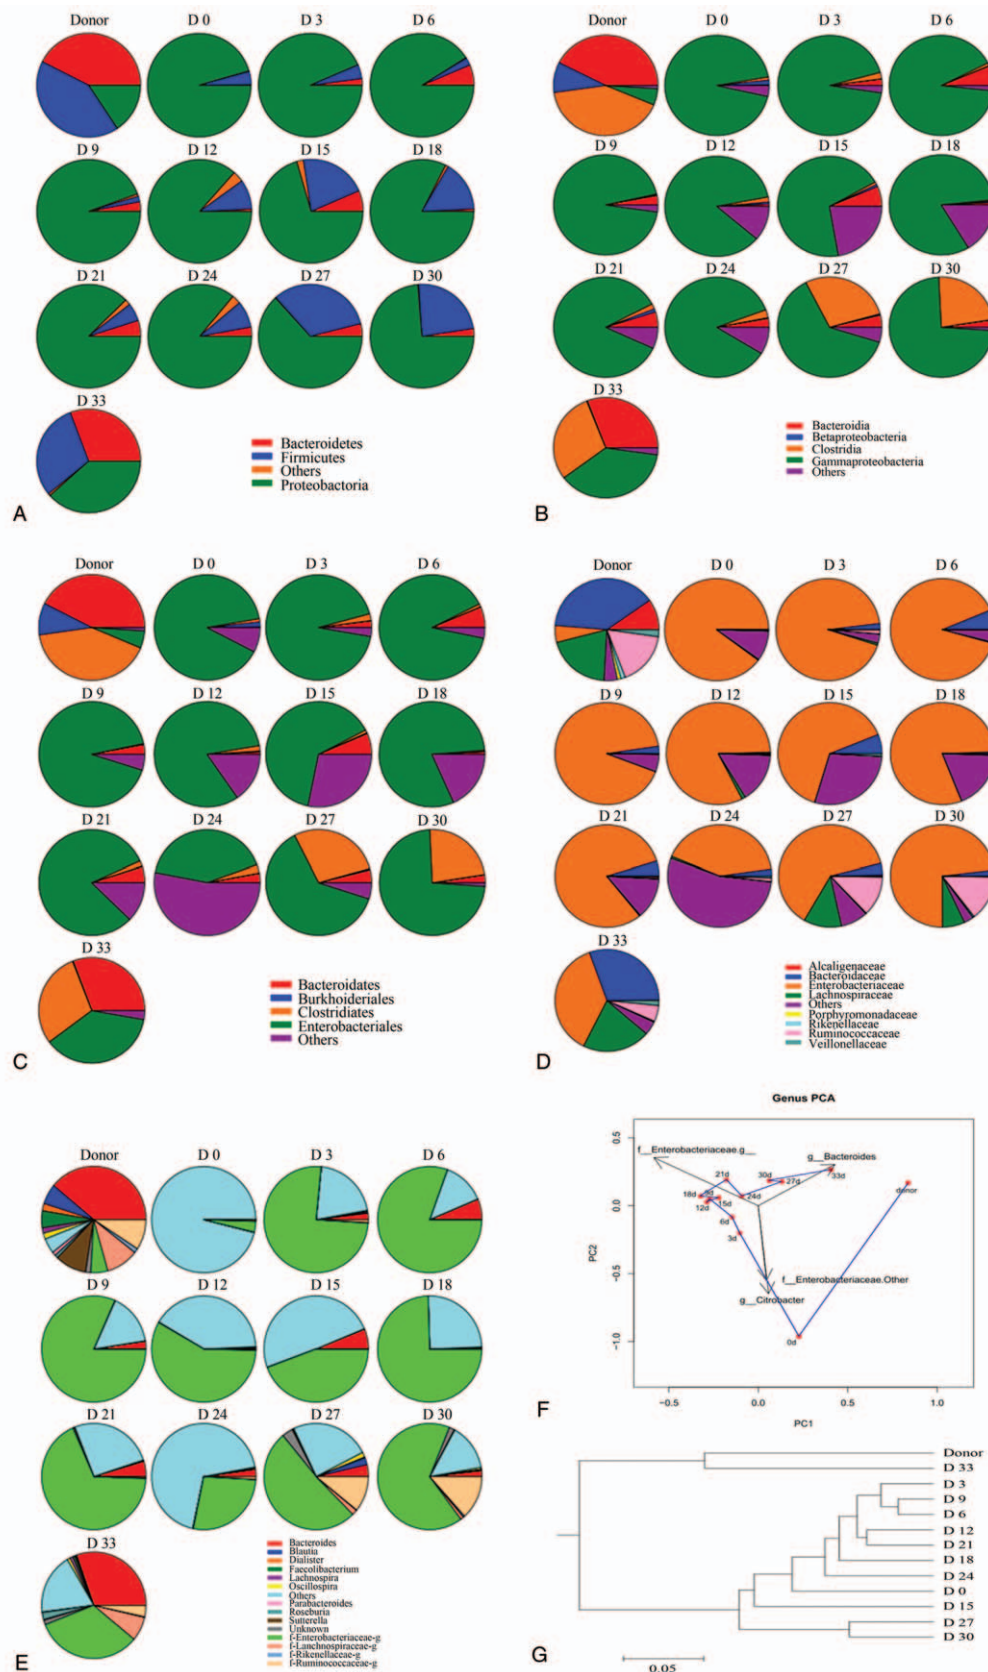 Donor D 0 D 3 D 6
D 9 D 12 D 15 D 18
D 21 D 24 D 27 D 30
D 33
Bacteroidetes
Firmicutes
Others
Proteobactoria
A
Donor D 0 D 3 D 6
D 9 D 12 D 15 D 18
D 21 D 24 D 27 D 30
D 33
Bacteroidia
Betaproteobacteria
Clostridia
Gammaproteobacteria
Others
B
Donor D 0 D 3 D 6
D 9 D 12 D 15 D 18
D 21 D 24 D 27 D 30
D 33
Bacteroidates
Burkhoideriales
Clostridiates
Enterobacteriales
Others
C
Donor D 0 D 3 D 6
D 9 D 12 D 15 D 18
D 21 D 24 D 27 D 30
D 33
Alcaligenaceae
Bacteroidaceae
Enterobacteriaceae
Lachnospiraceae
Others
Porphyromonadaceae
Rikenellaceae
Ruminococcaceae
Veillonellaceae
D
Donor D 0 D 3 D 6
D 9 D 12 D 15 D 18
D 21 D 24 D 27 D 30
D 33
Bacteroides
Blautia
Dialister
Faecolibacterium
Lachnospira
Oscillospira
Others
Parabacteroides
Roseburia
Sutterella
Unknown
f-Enterobacteriaceae-g
f-Lanchnospiraceae-g
f-Rikenellaceae-g
f-Ruminococcaceae-g
E
Genus PCA
0.5
0.0
−0.5
−1.0
PC2
f__Enterobacteriaceae.g__
g__Bacteroides
21d 30d 27d 33d donor
18d 24d
12d 15d
6d
3d
f__Enterobacteriaceae.Other
g__Citrobacter
0d
−0.5 0.0 0.5 1.0
PC1
F
Donor
D 33
D 3
D 9
D 6
D 12
D 21
D 18
D 24
D 0
D 15
D 27
D 30
0.05
G